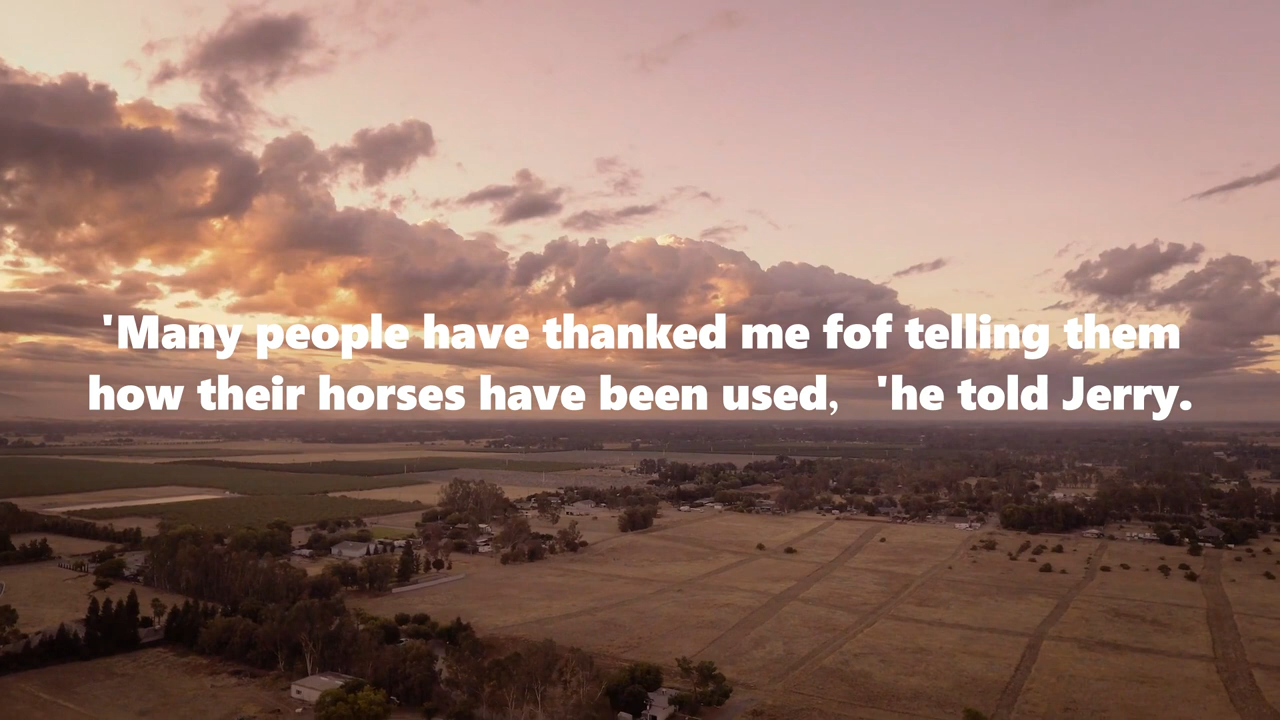 'Many people have thanked me fof telling them
how their horses have been used,   'he told Jerry.